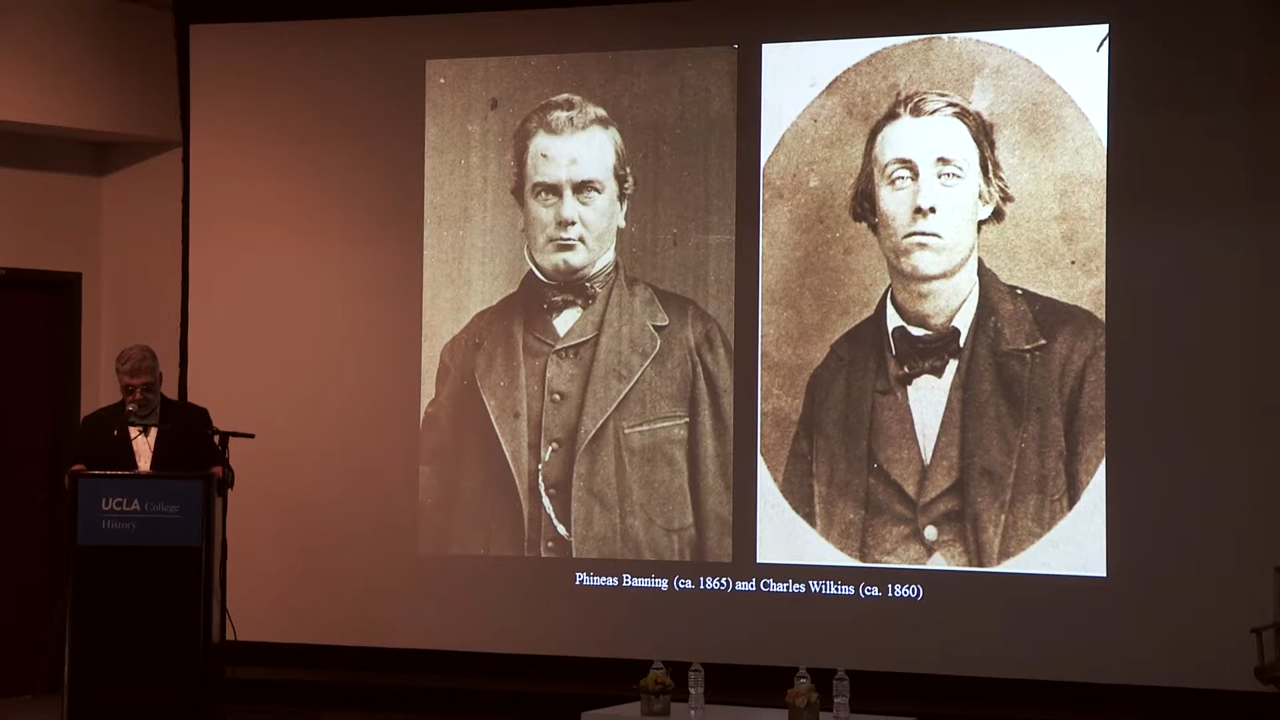 UCLA College
History
Phineas Banning (ca. 1865) and Charles Wilkins (ca. 1860)